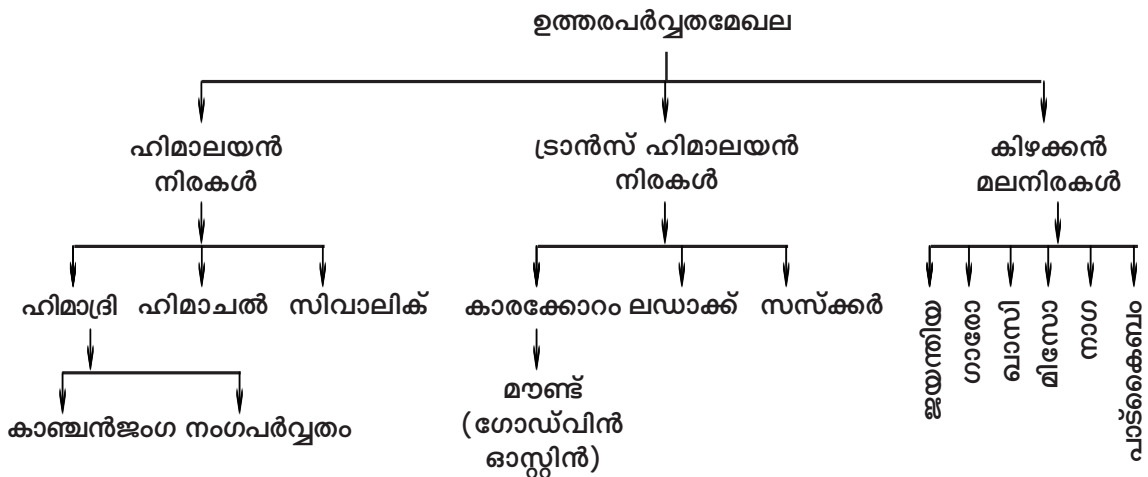 ഉത്തരപർവ്വതമേഖല
ഹിമാലയൻ
നിരകൾ
ട്രാൻസ് ഹിമാലയൻ
നിരകൾ
കിഴക്കൻ
മലനിരകൾ
ഹിമാദ്രി
ഹിമാചൽ
സിവാലിക്
കാരക്കോറം
ലഡാക്ക്
സസ്ക്കർ
ജ്ജയന്തിയ
ഗാരോ
ഖാസി
മിസോ
നാഗ
പാട്കൈബം
കാഞ്ചൻജംഗ
നംഗപർവ്വതം
മൗണ്ട്
(ഗോഡ്‌വിൻ
ഓസ്റ്റിൻ)